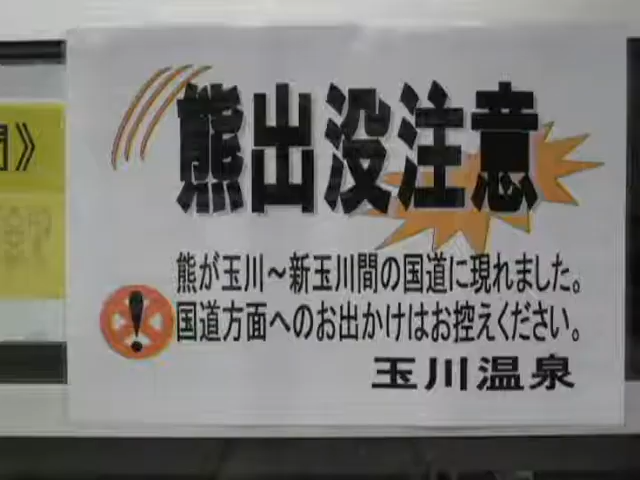 熊出没注意
熊が玉川～新玉川間の国道に現れました。
国道方面へのお出かけはお控えください。
玉川温泉
間》